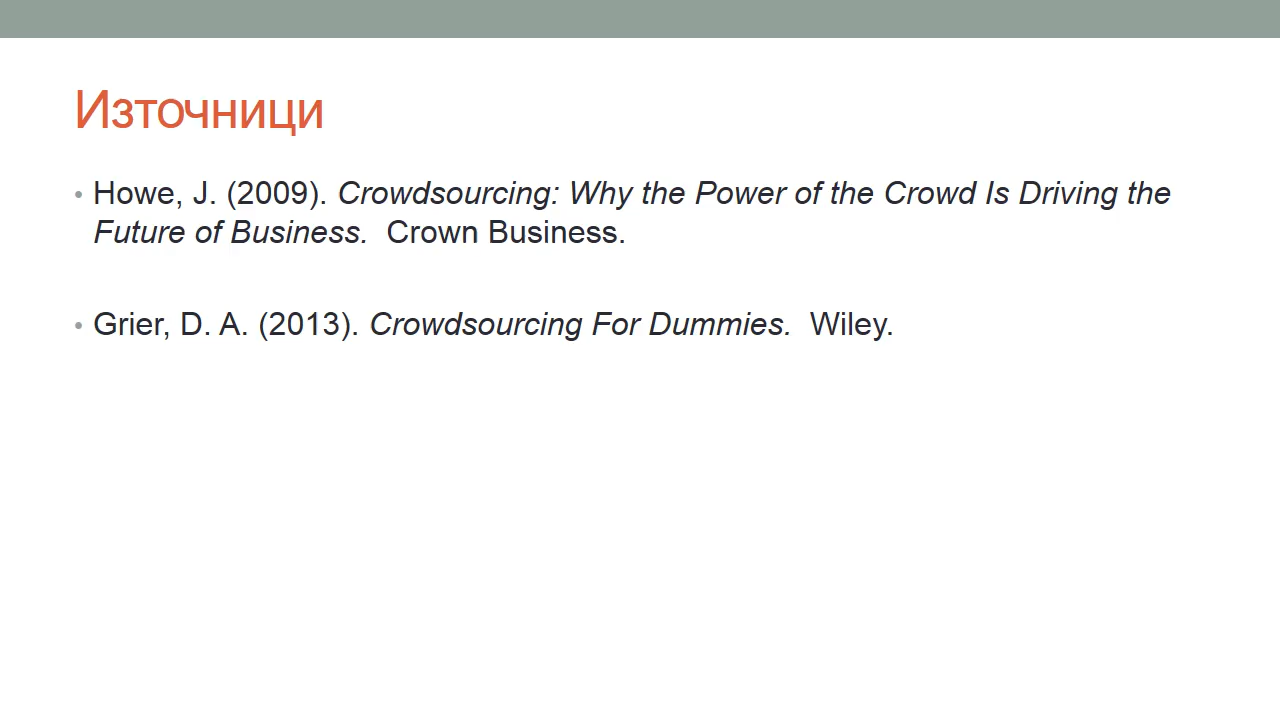 Източници
• Howe, J. (2009). Crowdsourcing: Why the Power of the Crowd Is Driving the
Future of Business.  Crown Business.
• Grier, D. A. (2013). Crowdsourcing For Dummies.  Wiley.